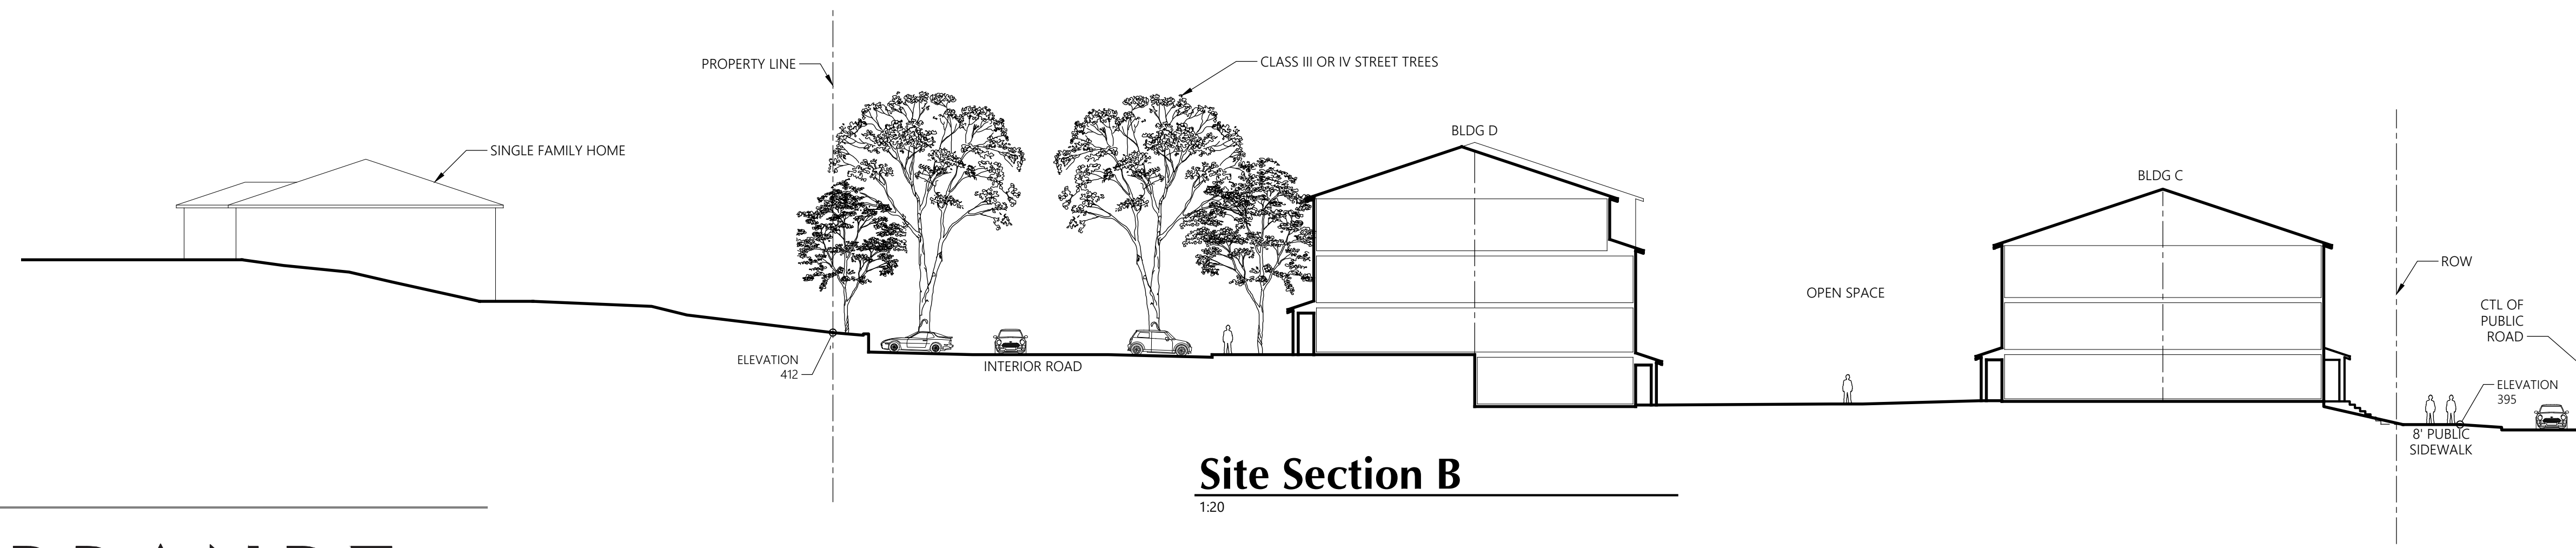 PROPERTY LINE
CLASS III OR IV STREET TREES
SINGLE FAMILY HOME
BLDG D
BLDG C
OPEN SPACE
ROW
CTL OF
PUBLIC
ROAD
ELEVATION
412
INTERIOR ROAD
ELEVATION
395
8' PUBLIC
SIDEWALK
Site Section B
1:20